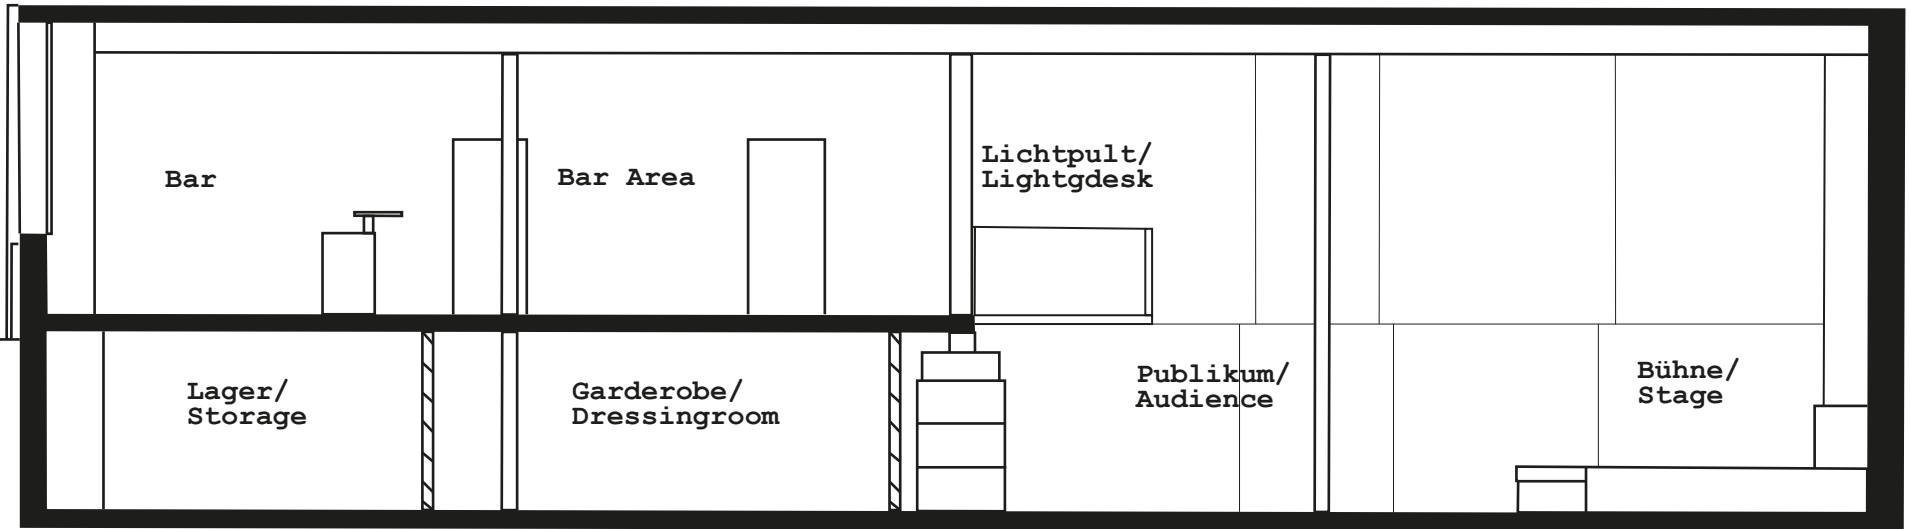 Bar
Bar Area
Lichtpult/
Lightgdesk
Lager/
Storage
Garderobe/
Dressingroom
Publikum/
Audience
Bühne/
Stage